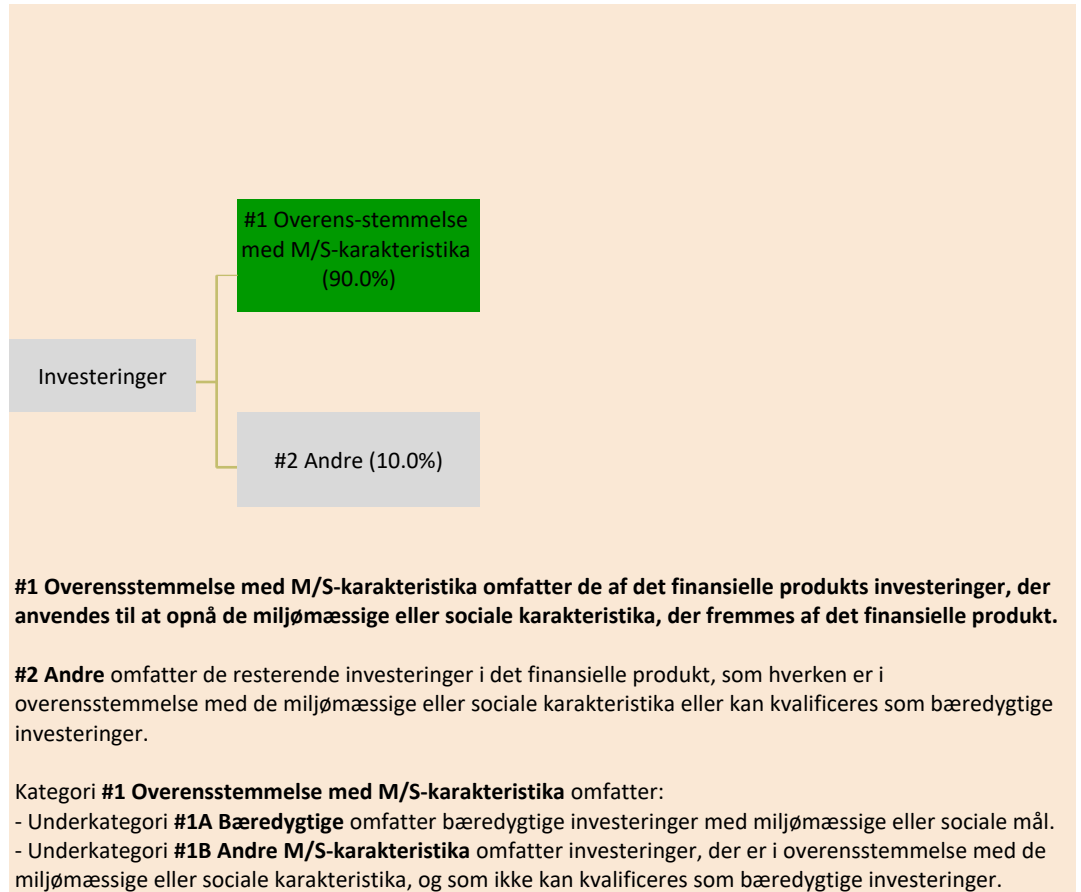 #1 Overens-stemmelse
med M/S-karakteristika
(90.0%)
Investeringer
#2 Andre (10.0%)
#1 Overensstemmelse med M/S-karakteristika omfatter de af det finansielle produkts investeringer, der
anvendes til at opnå de miljømæssige eller sociale karakteristika, der fremmes af det finansielle produkt.
#2 Andre omfatter de resterende investeringer i det finansielle produkt, som hverken er i
overensstemmelse med de miljømæssige eller sociale karakteristika eller kan kvalificeres som bæredygtige
investeringer.
Kategori #1 Overensstemmelse med M/S-karakteristika omfatter:
- Underkategori #1A Bæredygtige omfatter bæredygtige investeringer med miljømæssige eller sociale mål.
- Underkategori #1B Andre M/S-karakteristika omfatter investeringer, der er i overensstemmelse med de
miljømæssige eller sociale karakteristika, og som ikke kan kvalificeres som bæredygtige investeringer.